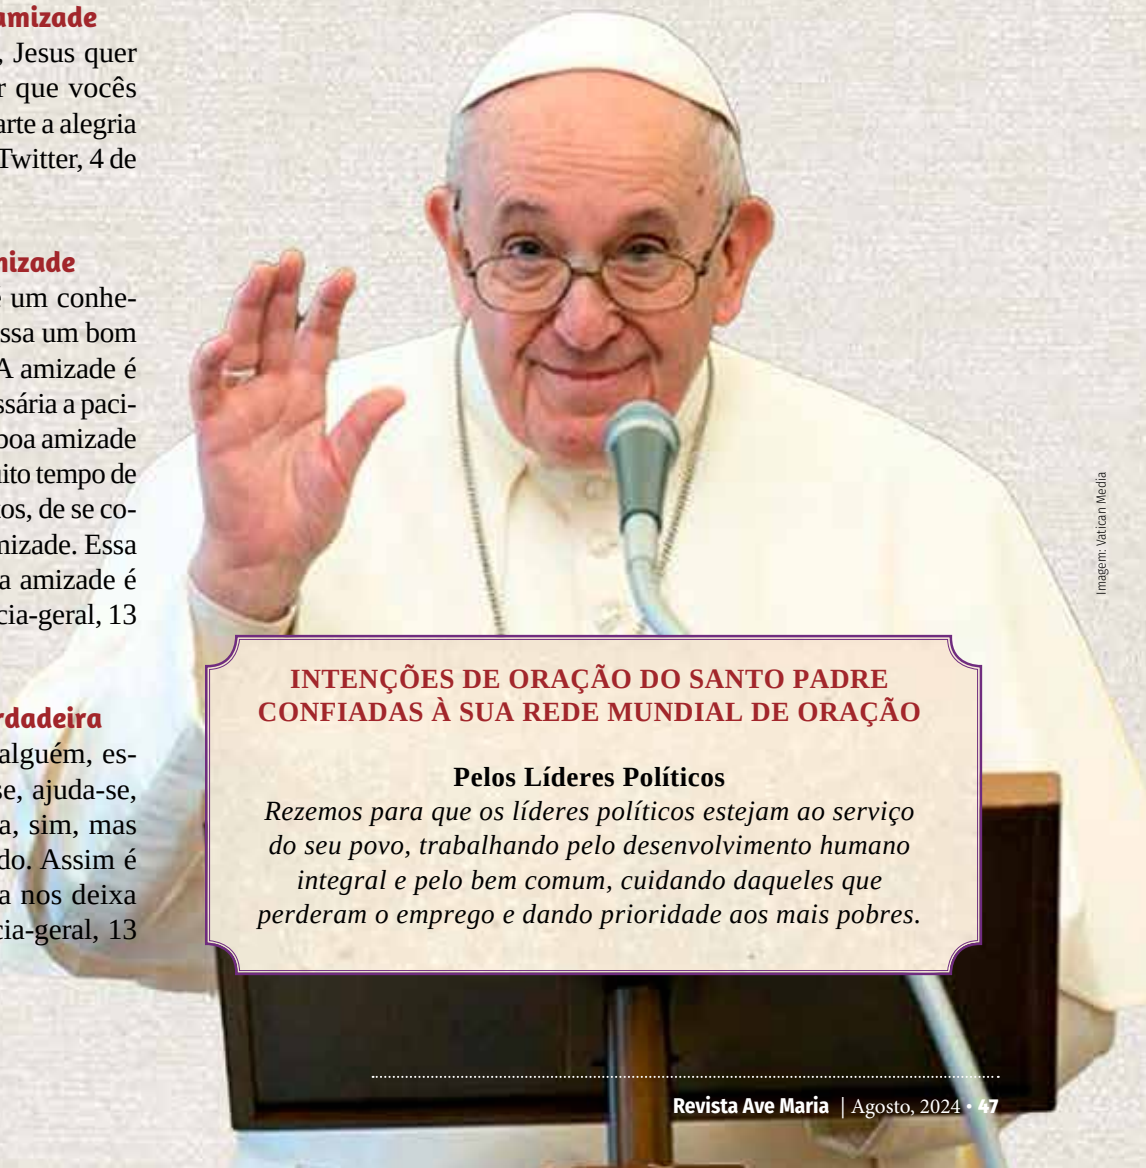 amizade
, Jesus quer
r que vocês
arte a alegria
Twitter, 4 de
mizade
e um conhe-
ssa um bom
A amizade é
ssária a paci-
boa amizade
uito tempo de
tos, de se co-
mizade. Essa
a amizade é
cia-geral, 13
rdadeira
alguém, es-
se, ajuda-se,
a, sim, mas
do. Assim é
a nos deixa
cia-geral, 13
Imagem: Vatican Media
INTENÇÕES DE ORAÇÃO DO SANTO PADRE
CONFIADAS À SUA REDE MUNDIAL DE ORAÇÃO
Pelos Líderes Políticos
Rezemos para que os líderes políticos estejam ao serviço
do seu povo, trabalhando pelo desenvolvimento humano
integral e pelo bem comum, cuidando daqueles que
perderam o emprego e dando prioridade aos mais pobres.
Revista Ave Maria | Agosto, 2024 • 47